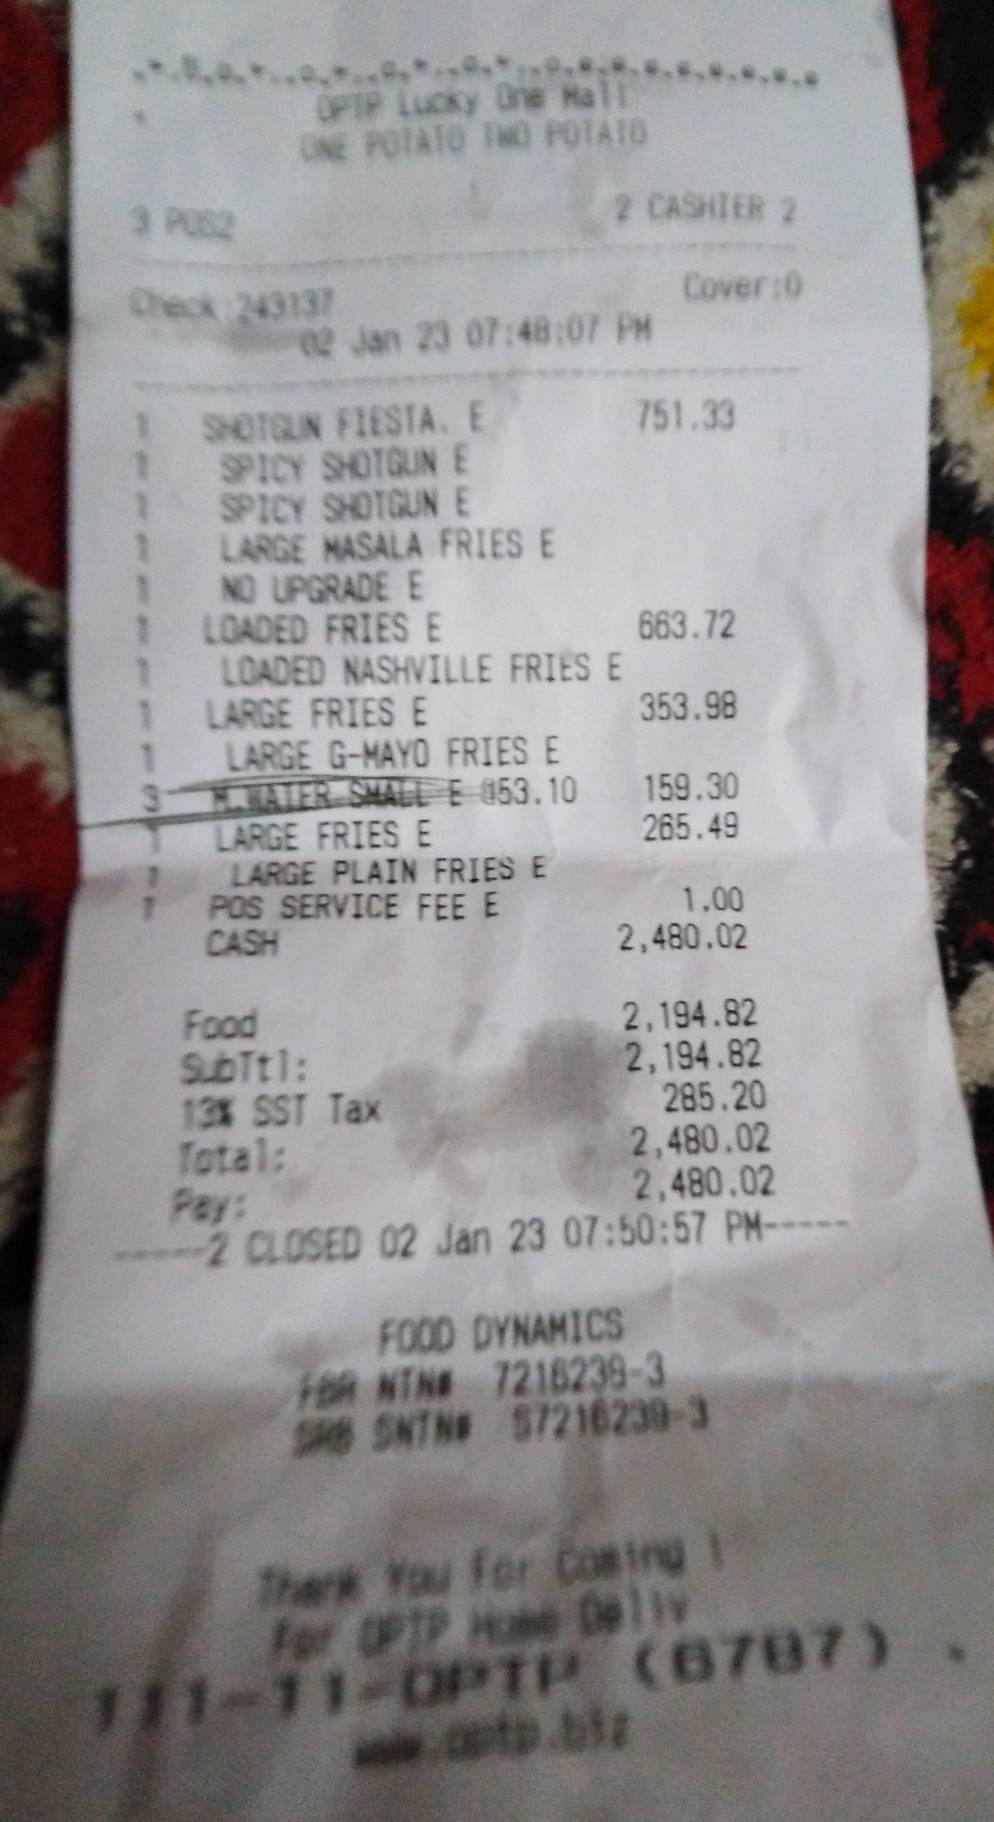 OPTP Lucky One Mall
ONE POTATO TWO POTATO
3 POS2 2 CASHIER 2
Check:243137 Cover:0
02 Jan 23 07:48:07 PM
1 SHOTGUN FIESTA. E 751.33
1 SPICY SHOTGUN E
1 SPICY SHOTGUN E
1 LARGE MASALA FRIES E
1 NO UPGRADE E
1 LOADED FRIES E 663.72
1 LOADED NASHVILLE FRIES E
1 LARGE FRIES E 353.98
1 LARGE G-MAYO FRIES E
3 M.WATER SMALL E @53.10 159.30
1 LARGE FRIES E 265.49
1 LARGE PLAIN FRIES E
1 POS SERVICE FEE E 1.00
CASH 2,480.02
Food 2,194.82
SubTtl: 2,194.82
13% SST Tax 285.20
Total: 2,480.02
Pay: 2,480.02
-----2 CLOSED 02 Jan 23 07:50:57 PM-----
FOOD DYNAMICS
FBR NTN# 7216239-3
SRB SNTN# S7216239-3
Thank You For Coming !
For OPTP Home Deliv
111-11-OPTP (6787) .
www.optp.biz